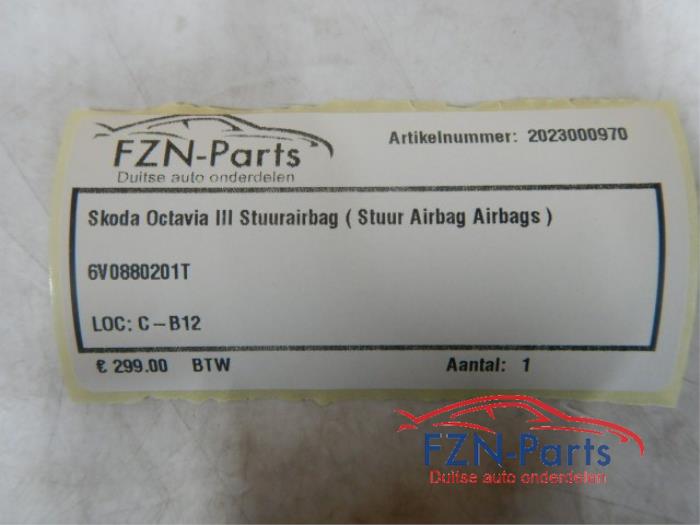 FZN-Parts
Duitse auto onderdelen
Artikelnummer: 2023000970
Skoda Octavia III Stuurairbag ( Stuur Airbag Airbags )
6V0880201T
LOC: C-B12
€ 299.00 BTW Aantal: 1
FZN-Parts
Duitse auto onderdelen